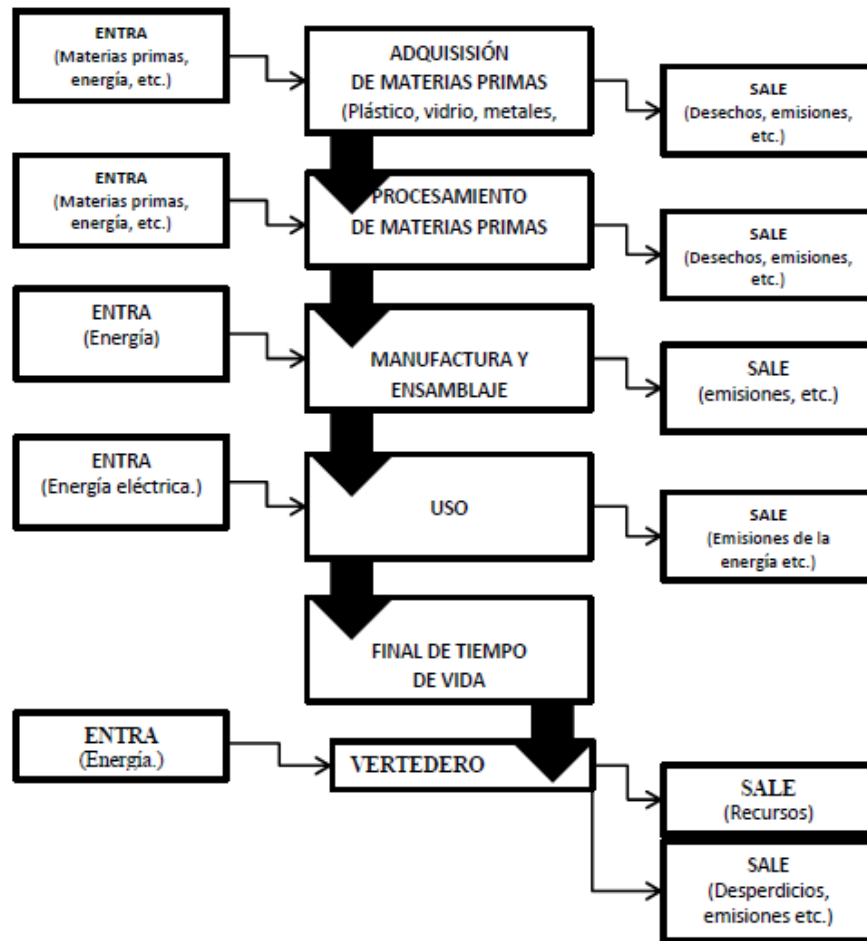 ENTRA
(Materias primas,
energía, etc.)
ADQUISISIÓN
DE MATERIAS PRIMAS
(Plástico, vidrio, metales,
SALE
(Desechos, emisiones,
etc.)
ENTRA
(Materias primas,
energía, etc.)
PROCESAMIENTO
DE MATERIAS PRIMAS
SALE
(Desechos, emisiones,
etc.)
ENTRA
(Energía)
MANUFACTURA Y
ENSAMBLAJE
SALE
(emisiones, etc.)
ENTRA
(Energía eléctrica.)
USO
SALE
(Emisiones de la
energía etc.)
FINAL DE TIEMPO
DE VIDA
ENTRA
(Energía.)
VERTEDERO
SALE
(Recursos)
SALE
(Desperdicios,
emisiones etc.)